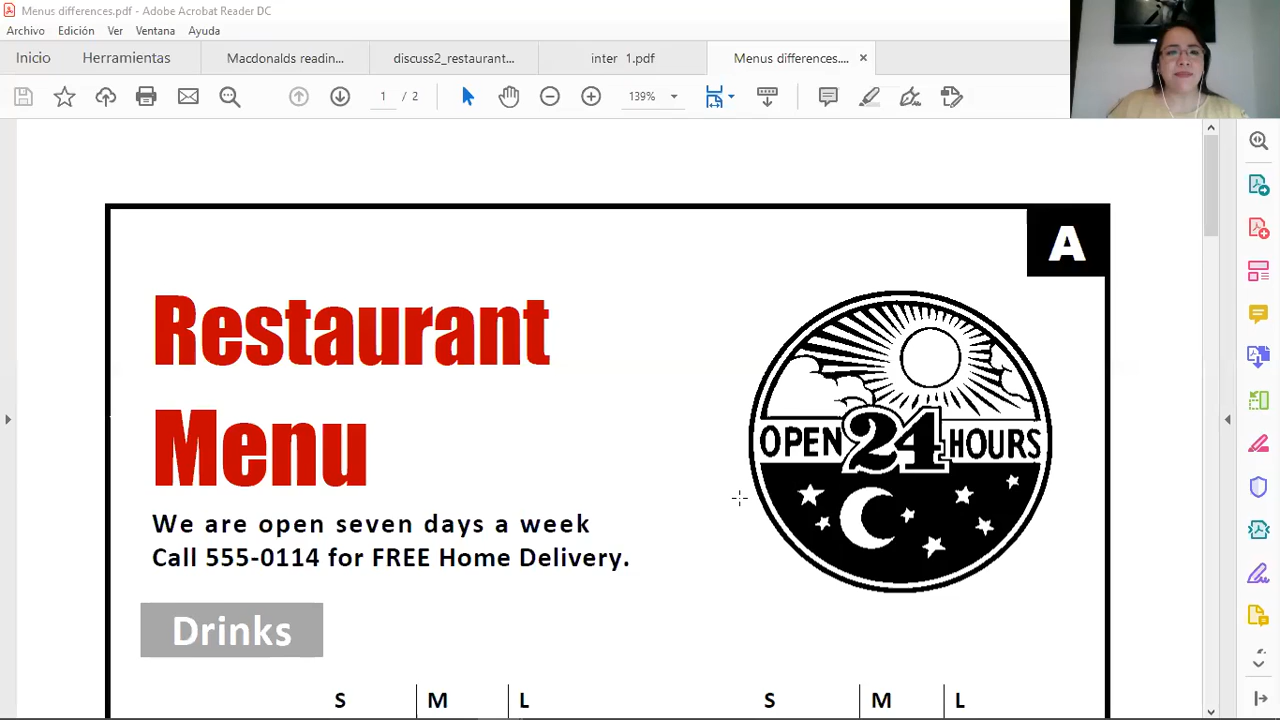 Menus differences.pdf - Adobe Acrobat Reader DC
Archivo Edición Ver Ventana Ayuda
Inicio Herramientas Macdonalds readin... discuss2_restaurant... inter 1.pdf Menus differences....
1 / 2 139%
A
Restaurant
Menu
OPEN 24 HOURS
We are open seven days a week
Call 555-0114 for FREE Home Delivery.
Drinks
S M L S M L